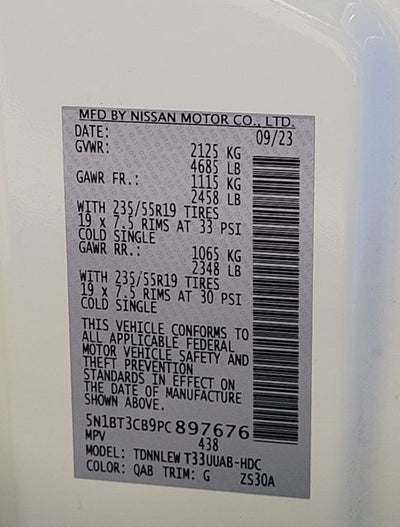 MFD BY NISSAN MOTOR CO., LTD.
DATE: 09/23
GVWR: 2125 KG
4685 LB
GAWR FR.: 1115 KG
2458 LB
WITH 235/55R19 TIRES
19 x 7.5 RIMS AT 33 PSI
COLD SINGLE
GAWR RR.: 1065 KG
2348 LB
WITH 235/55R19 TIRES
19 x 7.5 RIMS AT 30 PSI
COLD SINGLE
THIS VEHICLE CONFORMS TO
ALL APPLICABLE FEDERAL
MOTOR VEHICLE SAFETY AND
THEFT PREVENTION
STANDARDS IN EFFECT ON
THE DATE OF MANUFACTURE
SHOWN ABOVE.
5N1BT3CB9PC897676
MPV 438
MODEL: TDNNLEW T33UUAB-HDC
COLOR: QAB TRIM: G ZS30A